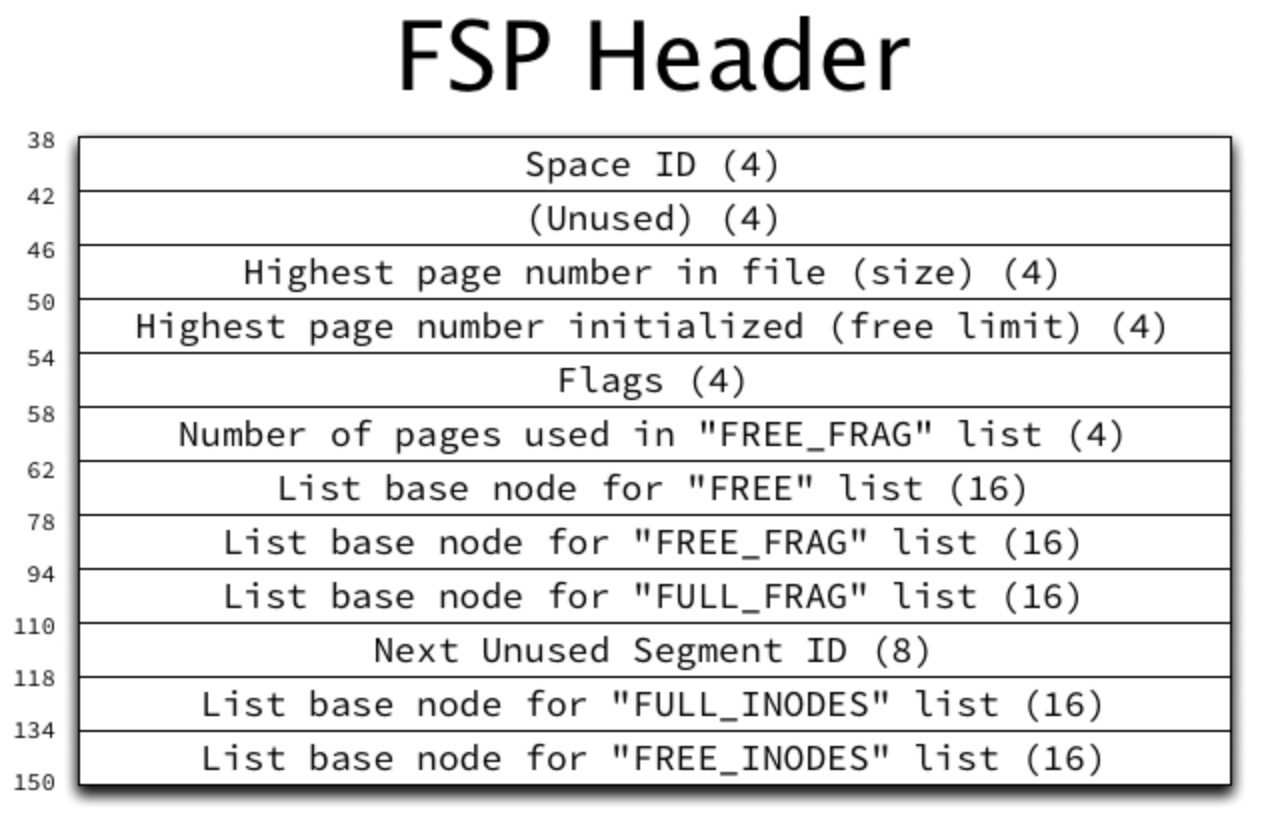 FSP Header
38
Space ID (4)
42
(Unused) (4)
46
Highest page number in file (size) (4)
50
Highest page number initialized (free limit) (4)
54
Flags (4)
58
Number of pages used in "FREE_FRAG" list (4)
62
List base node for "FREE" list (16)
78
List base node for "FREE_FRAG" list (16)
94
List base node for "FULL_FRAG" list (16)
110
Next Unused Segment ID (8)
118
List base node for "FULL_INODES" list (16)
134
List base node for "FREE_INODES" list (16)
150